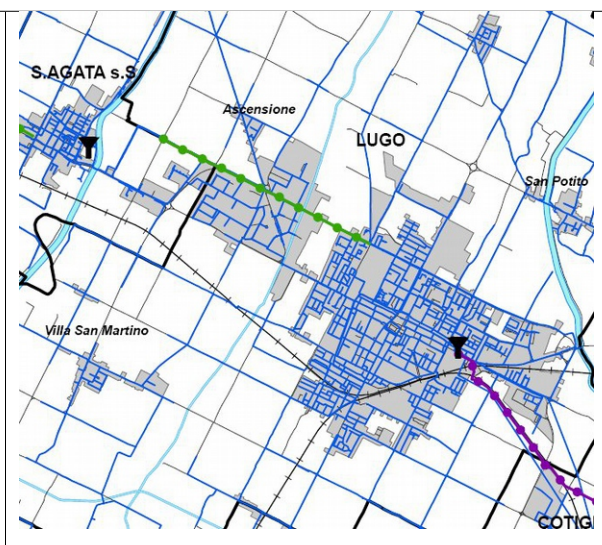 S.AGATA s.S
Ascensione
LUGO
San Potito
Villa San Martino
COTIG